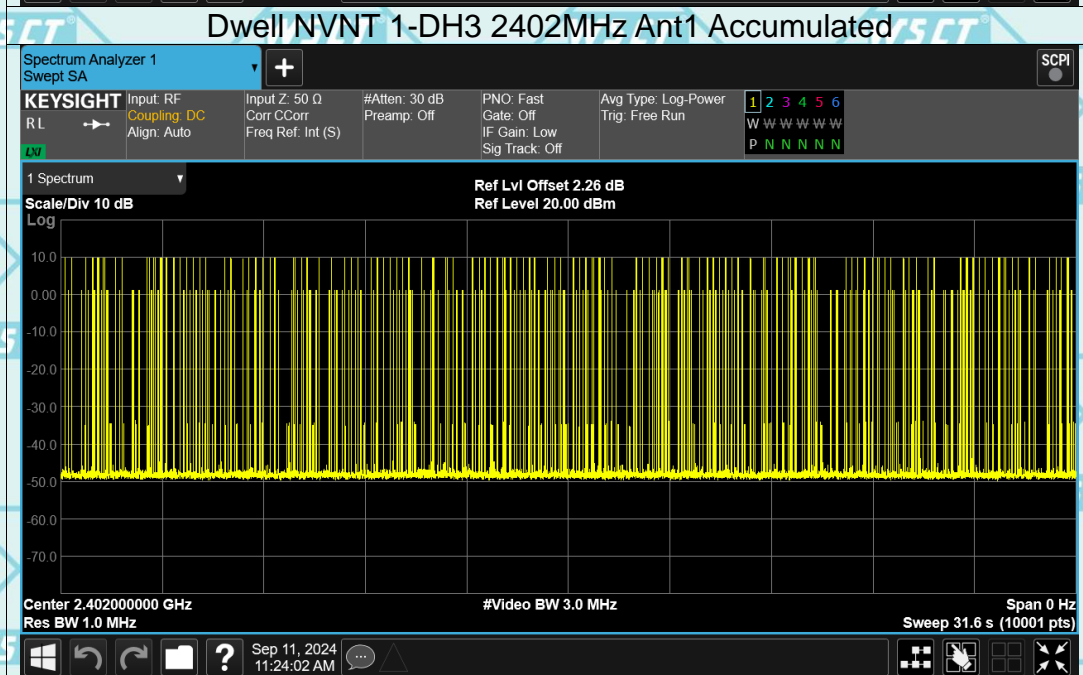 Dwell NVNT 1-DH3 2402MHz Ant1 Accumulated
Spectrum Analyzer 1
Swept SA
+
SCPI
KEYSIGHT
R L
LXI
Input: RF
Coupling: DC
Align: Auto
Input Z: 50 Ω
Corr CCorr
Freq Ref: Int (S)
#Atten: 30 dB
Preamp: Off
PNO: Fast
Gate: Off
IF Gain: Low
Sig Track: Off
Avg Type: Log-Power
Trig: Free Run
1 2 3 4 5 6
W W W W W W
P N N N N N
1 Spectrum
Scale/Div 10 dB
Ref Lvl Offset 2.26 dB
Ref Level 20.00 dBm
Log
10.0
0.00
-10.0
-20.0
-30.0
-40.0
-50.0
-60.0
-70.0
Center 2.402000000 GHz
#Video BW 3.0 MHz
Span 0 Hz
Res BW 1.0 MHz
Sweep 31.6 s (10001 pts)
?
Sep 11, 2024
11:24:02 AM